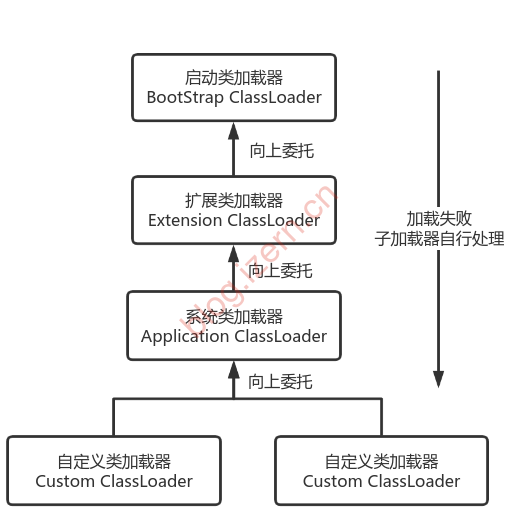 启动类加载器
BootStrap ClassLoader
向上委托
扩展类加载器
Extension ClassLoader
加载失败
子加载器自行处理
向上委托
系统类加载器
Application ClassLoader
向上委托
自定义类加载器
Custom ClassLoader
自定义类加载器
Custom ClassLoader
blog.izern.cn